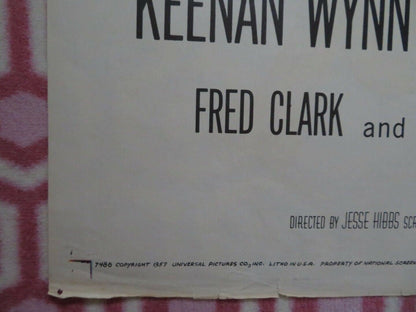 KEENAN WYNN
FRED CLARK and
DIRECTED BY JESSE HIBBS SCR
7486 COPYRIGHT 1957 UNIVERSAL PICTURES CO., INC. LITHO IN U.S.A. PROPERTY OF NATIONAL SCREEN